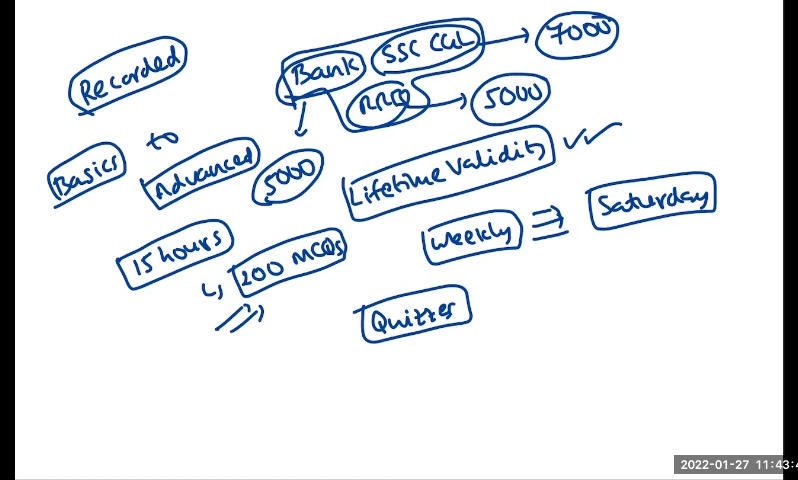 Recorded
Bank SSC CGL → 7000
RRB → 5000
Basics to Advanced
5000
Lifetime Validity ✓✓
15 hours
↳ 200 MCQs
Weekly ⇒ Saturday
Quizzes
2022-01-27 11:43:4